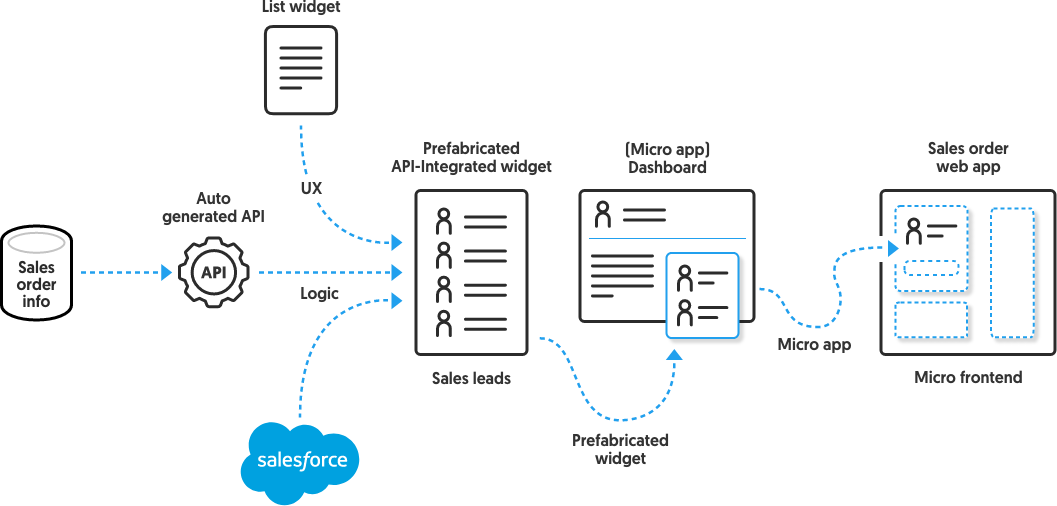 List widget
Prefabricated
API-Integrated widget
(Micro app)
Dashboard
Sales order
web app
UX
Auto
generated API
Sales
order
info
API
Logic
Micro app
Sales leads
Micro frontend
Prefabricated
widget
salesforce